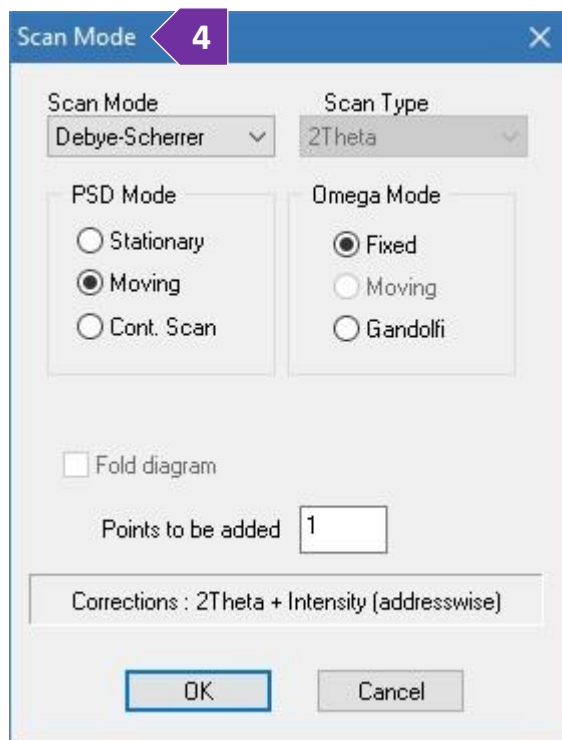 Scan Mode 4
Scan Mode Scan Type
Debye-Scherrer 2Theta
PSD Mode Omega Mode
Stationary Fixed
Moving Moving
Cont. Scan Gandolfi
Fold diagram
Points to be added 1
Corrections : 2Theta + Intensity (addresswise)
OK Cancel